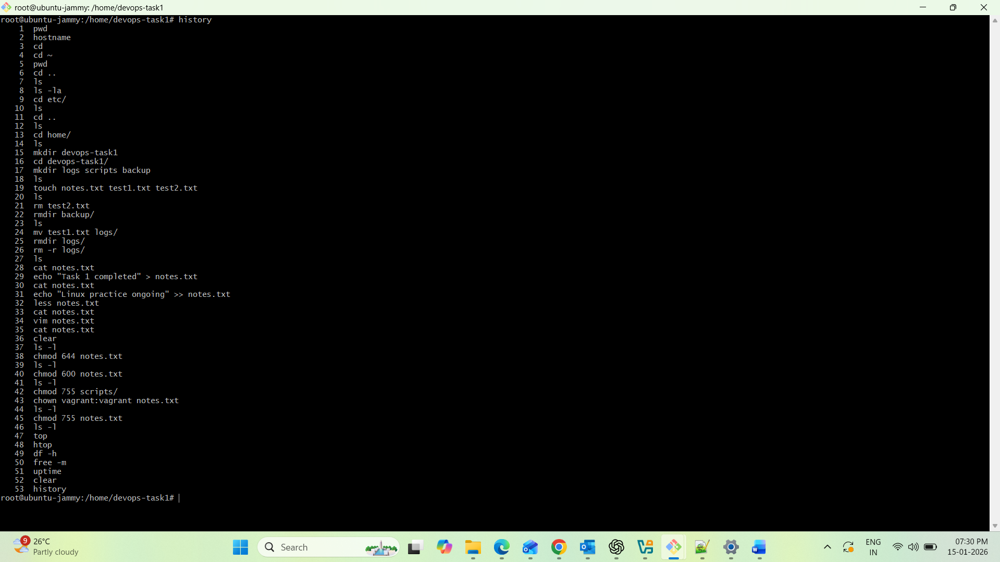 root@ubuntu-jammy: /home/devops-task1
root@ubuntu-jammy:/home/devops-task1# history
1 pwd
2 hostname
3 cd
4 cd ~
5 pwd
6 cd ..
7 ls
8 ls -la
9 cd etc/
10 ls
11 cd ..
12 ls
13 cd home/
14 ls
15 mkdir devops-task1
16 cd devops-task1/
17 mkdir logs scripts backup
18 ls
19 touch notes.txt test1.txt test2.txt
20 ls
21 rm test2.txt
22 rmdir backup/
23 ls
24 mv test1.txt logs/
25 rmdir logs/
26 rm -r logs/
27 ls
28 cat notes.txt
29 echo "Task 1 completed" > notes.txt
30 cat notes.txt
31 echo "Linux practice ongoing" >> notes.txt
32 less notes.txt
33 cat notes.txt
34 vim notes.txt
35 cat notes.txt
36 clear
37 ls -l
38 chmod 644 notes.txt
39 ls -l
40 chmod 600 notes.txt
41 ls -l
42 chmod 755 scripts/
43 chown vagrant:vagrant notes.txt
44 ls -l
45 chmod 755 notes.txt
46 ls -l
47 top
48 htop
49 df -h
50 free -m
51 uptime
52 clear
53 history
root@ubuntu-jammy:/home/devops-task1#
9
26°C
Partly cloudy
Search
ENG
IN
07:30 PM
15-01-2026